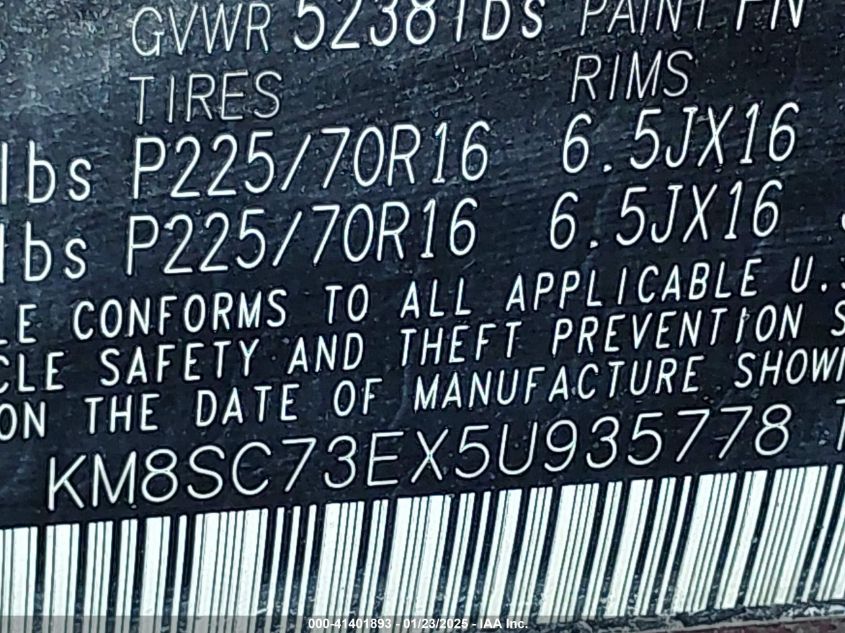 GVWR 5238lbs PAINT
TIRES RIMS
lbs P225/70R16 6.5JX16
lbs P225/70R16 6.5JX16
LE CONFORMS TO ALL APPLICABLE U.S
CLE SAFETY AND THEFT PREVENTION S
ON THE DATE OF MANUFACTURE SHOWN
KM8SC73EX5U935778 T
000-41401893 - 01/23/2025 - IAA, Inc.